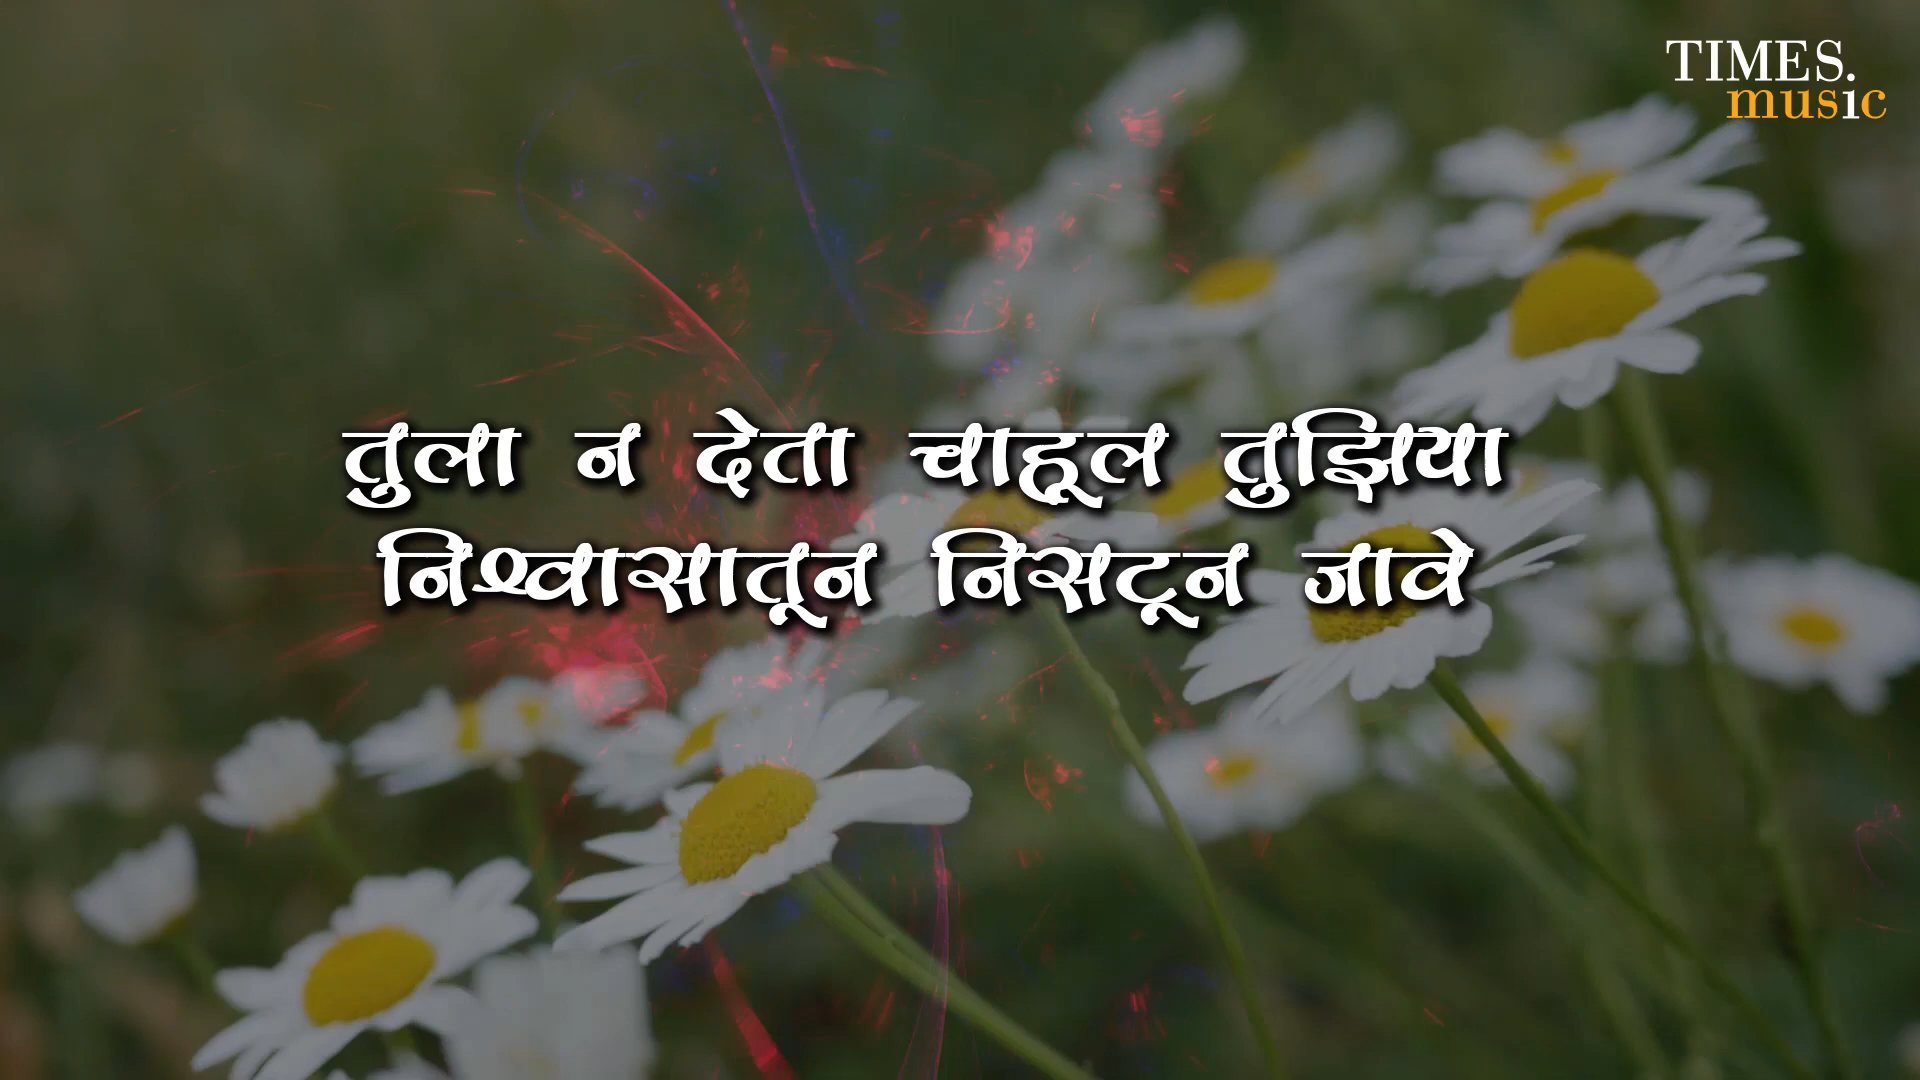 TIMES.
music
तुला न देता चाहूल तुझिया
निश्वासातून निसटून जावे